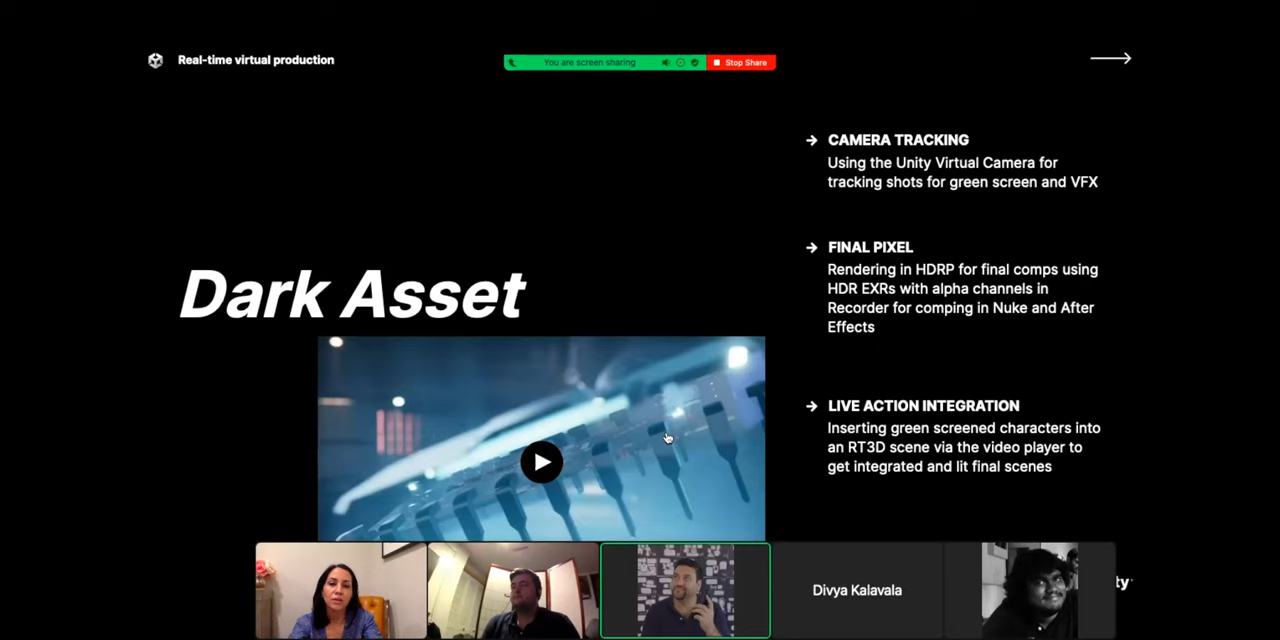 Real-time virtual production
You are screen sharing
Stop Share
CAMERA TRACKING
Using the Unity Virtual Camera for
tracking shots for green screen and VFX
FINAL PIXEL
Rendering in HDRP for final comps using
HDR EXRs with alpha channels in
Recorder for comping in Nuke and After
Effects
Dark Asset
LIVE ACTION INTEGRATION
Inserting green screened characters into
an RT3D scene via the video player to
get integrated and lit final scenes
Divya Kalavala
ty